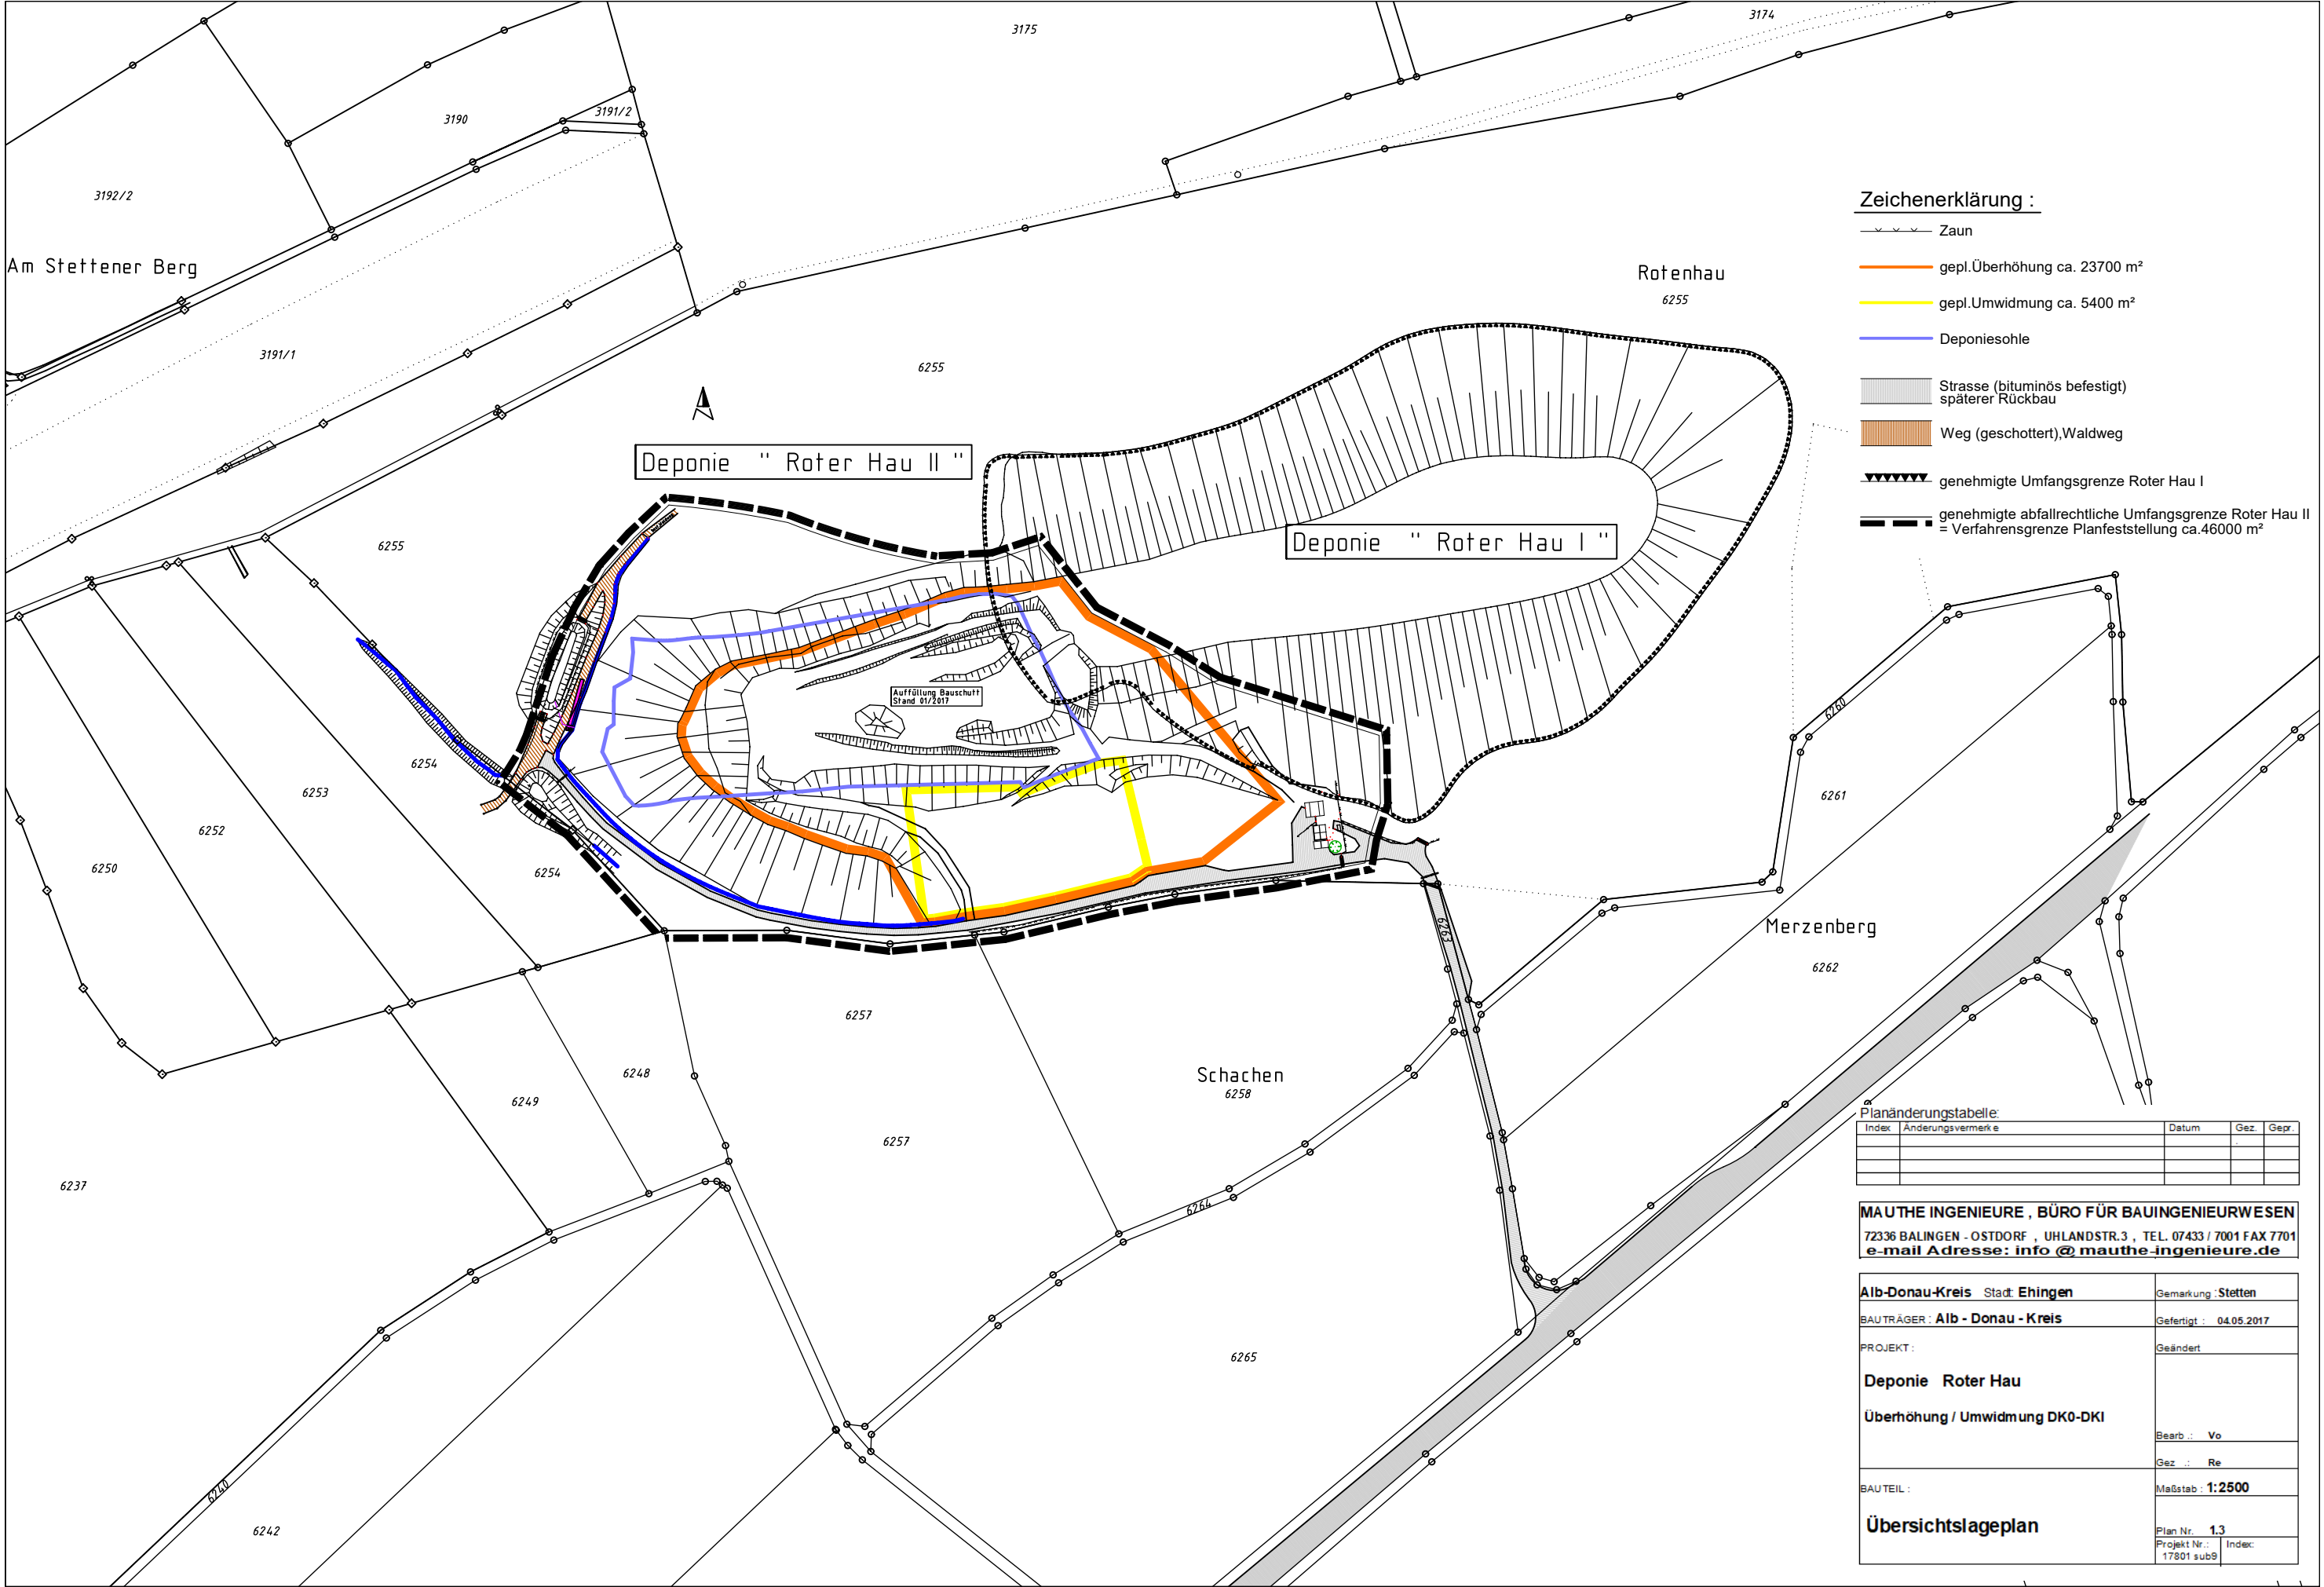 3175
3174
3190
3191/2
3192/2
Am Stettener Berg
3191/1
6255
Rotenhau
6255
Zeichenerklärung :
Zaun
gepl.Überhöhung ca. 23700 m²
gepl.Umwidmung ca. 5400 m²
Deponiesohle
Strasse (bituminös befestigt)
späterer Rückbau
Weg (geschottert),Waldweg
genehmigte Umfangsgrenze Roter Hau I
genehmigte abfallrechtliche Umfangsgrenze Roter Hau II
= Verfahrensgrenze Planfeststellung ca.46000 m²
Deponie " Roter Hau II "
Deponie " Roter Hau I "
6255
Auffüllung Bauschutt
Stand 01/2017
6254
6253
6252
6250
6254
6260
6261
6263
Merzenberg
6262
6257
Schachen
6258
6248
6249
6257
6237
6264
6265
6240
6242
Planänderungstabelle:
Index Änderungsvermerke Datum Gez. Gepr.
MAUTHE INGENIEURE , BÜRO FÜR BAUINGENIEURWESEN
72336 BALINGEN - OSTDORF , UHLANDSTR.3 , TEL. 07433 / 7001 FAX 7701
e-mail Adresse: info @ mauthe-ingenieure.de
Alb-Donau-Kreis Stadt: Ehingen
Gemarkung : Stetten
BAUTRÄGER : Alb - Donau - Kreis
Gefertigt : 04.05.2017
PROJEKT :
Geändert
Deponie Roter Hau
Überhöhung / Umwidmung DK0-DKI
Bearb .: Vo
Gez .: Re
BAUTEIL :
Maßstab : 1:2500
Übersichtslageplan
Plan Nr. 1.3
Projekt Nr.: Index:
17801 sub9